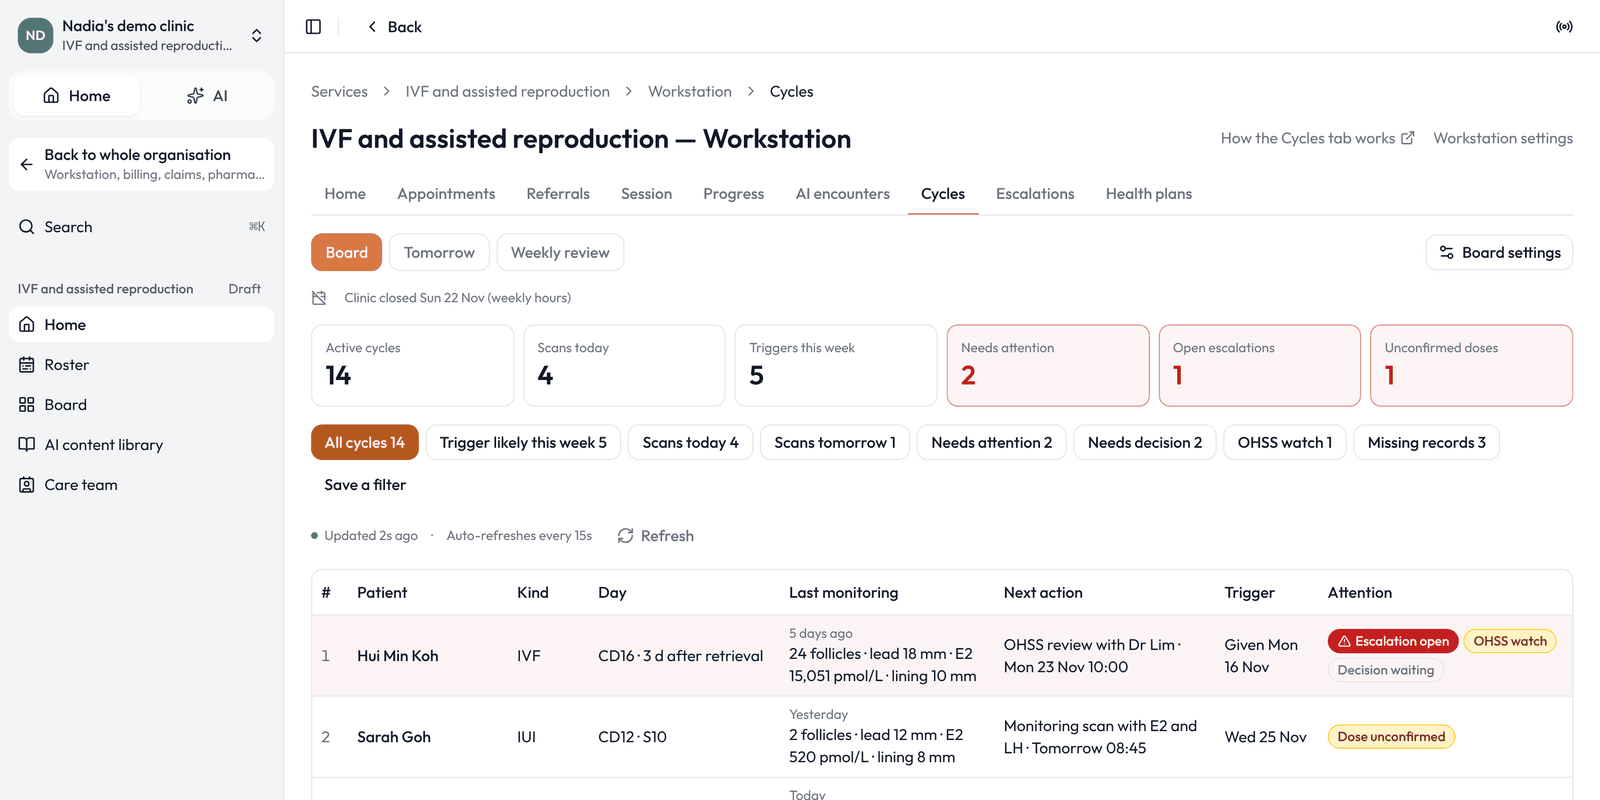 ND
Nadia's demo clinic
IVF and assisted reproducti...
Home
AI
Back to whole organisation
Workstation, billing, claims, pharma...
Search
⌘K
IVF and assisted reproduction
Draft
Home
Roster
Board
AI content library
Care team
Back
Services > IVF and assisted reproduction > Workstation > Cycles
IVF and assisted reproduction — Workstation
How the Cycles tab works
Workstation settings
Home Appointments Referrals Session Progress AI encounters Cycles Escalations Health plans
Board Tomorrow Weekly review
Board settings
Clinic closed Sun 22 Nov (weekly hours)
Active cycles
14
Scans today
4
Triggers this week
5
Needs attention
2
Open escalations
1
Unconfirmed doses
1
All cycles 14
Trigger likely this week 5
Scans today 4
Scans tomorrow 1
Needs attention 2
Needs decision 2
OHSS watch 1
Missing records 3
Save a filter
Updated 2s ago · Auto-refreshes every 15s
Refresh
# Patient Kind Day Last monitoring Next action Trigger Attention
1
Hui Min Koh
IVF
CD16 · 3 d after retrieval
5 days ago
24 follicles · lead 18 mm · E2
15,051 pmol/L · lining 10 mm
OHSS review with Dr Lim ·
Mon 23 Nov 10:00
Given Mon
16 Nov
Escalation open
OHSS watch
Decision waiting
2
Sarah Goh
IUI
CD12 · S10
Yesterday
2 follicles · lead 12 mm · E2
520 pmol/L · lining 8 mm
Monitoring scan with E2 and
LH · Tomorrow 08:45
Wed 25 Nov
Dose unconfirmed
Today